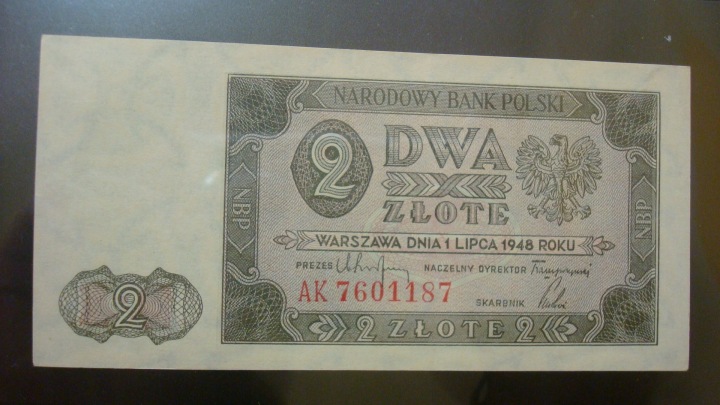 NARODOWY BANK POLSKI
2 DWA
ZŁOTE
NBP
NBP
WARSZAWA DNIA 1 LIPCA 1948 ROKU
PREZES NACZELNY DYREKTOR
AK 7601187
SKARBNIK
2
2 ZŁOTE 2